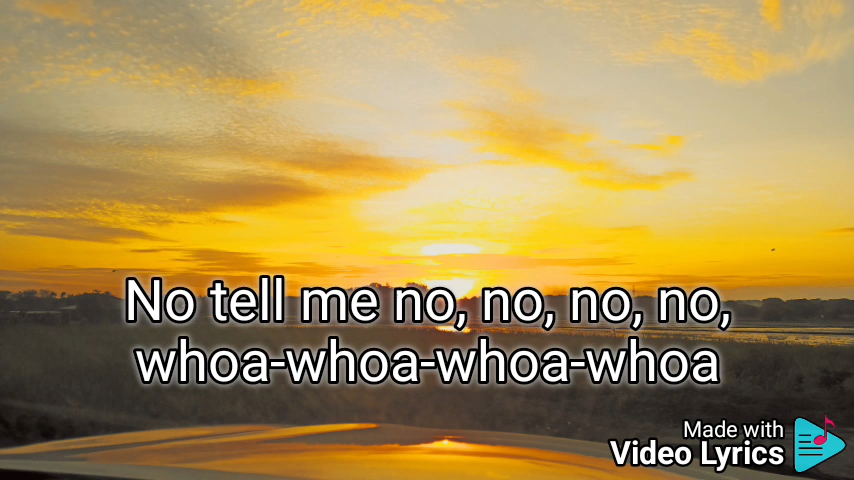 No tell me no, no, no, no,
whoa-whoa-whoa-whoa
Made with
Video Lyrics